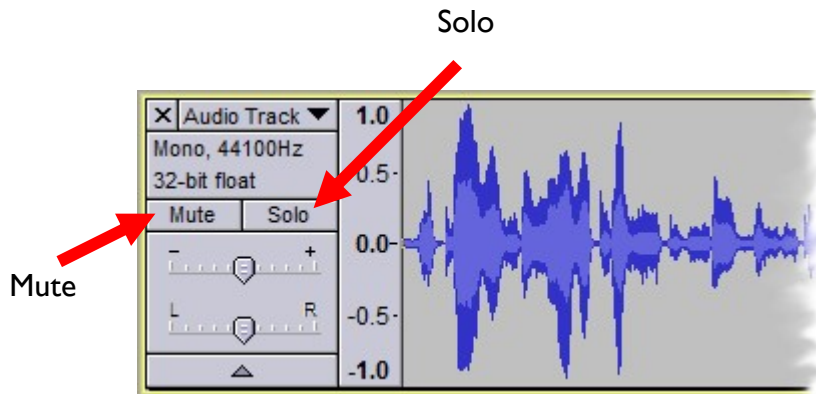 Solo
X Audio Track
1.0
Mono, 44100Hz
32-bit float
0.5-
Mute Solo
- +
0.0-
Mute
L R
-0.5-
-1.0